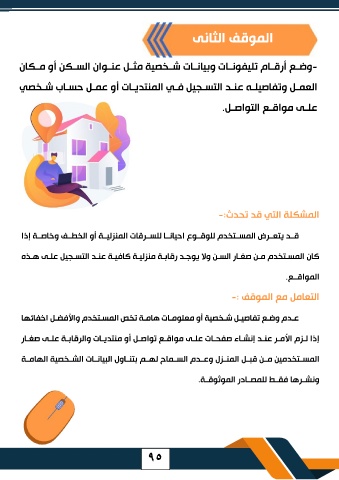 الموقف الثانى
-وضع أرقام تليفونات وبيانات شخصية مثل عنوان السكن أو مكان
العمل وتفاصيله عند التسجيل في المنتديات أو عمل حساب شخصي
على مواقع التواصل.
المشكلة التي قد تحدث:-
قد يتعرض المستخدم للوقوع احيانا للسرقات المنزلية أو الخطف وخاصة إذا
كان المستخدم من صغار السن ولا يوجد رقابة منزلية كافية عند التسجيل على هذه
المواقع.
التعامل مع الموقف :-
عدم وضع تفاصيل شخصية أو معلومات هامة تخص المستخدم والأفضل اخفائها
إذا لزم الأمر عند إنشاء صفحات على مواقع تواصل أو منتديات والرقابة على صغار
المستخدمين من قبل المنزل وعدم السماح لهم بتناول البيانات الشخصية الهامة
ونشرها فقط للمصادر الموثوقة.
٩٥